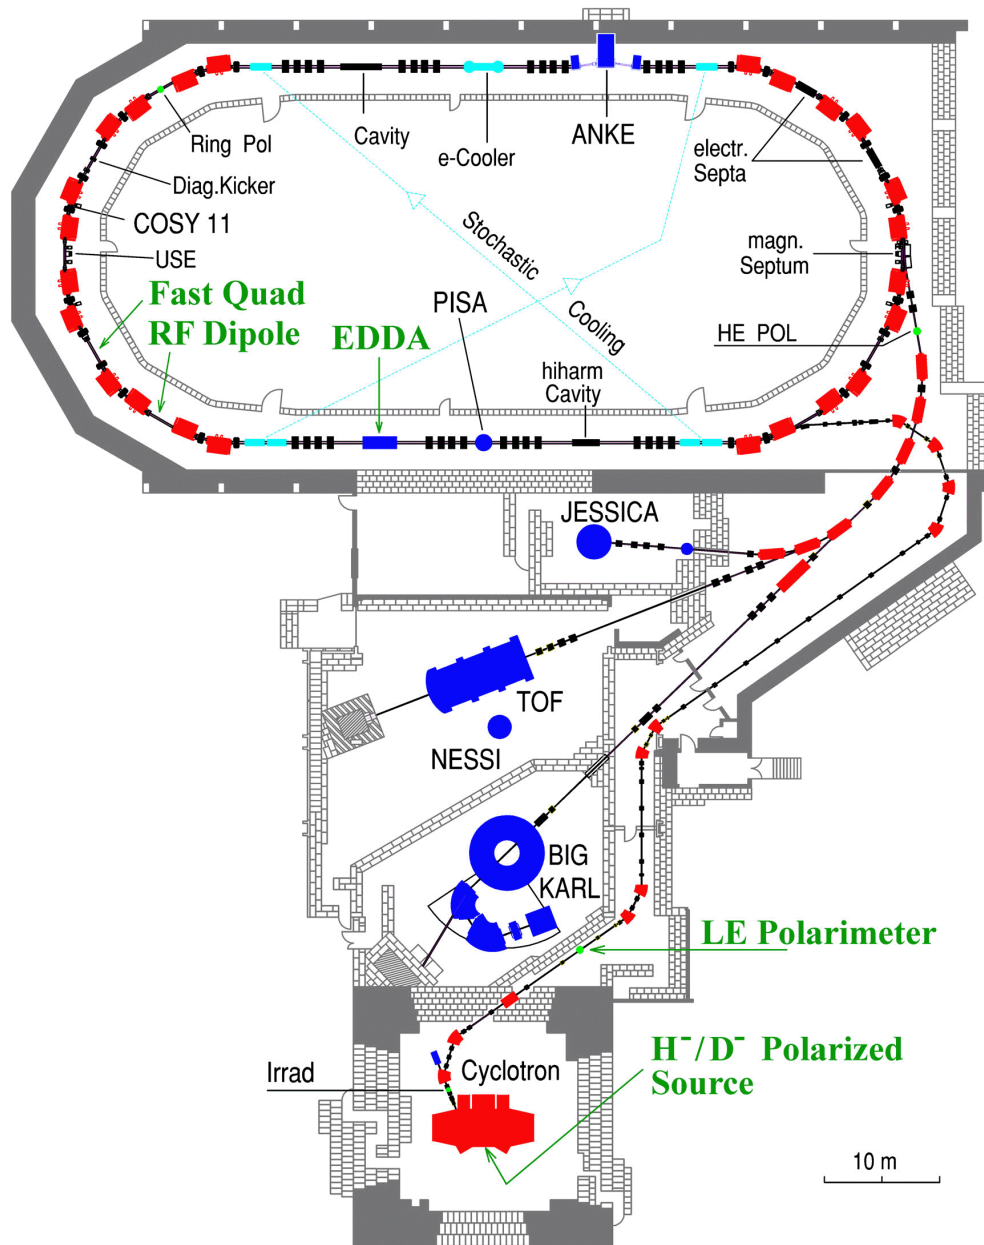 Ring Pol
Cavity
e-Cooler
ANKE
electr.
Septa
Diag.Kicker
COSY 11
USE
Stochastic
Cooling
magn.
Septum
Fast Quad
RF Dipole
EDDA
PISA
hiharm
Cavity
HE POL
JESSICA
TOF
NESSI
BIG
KARL
LE Polarimeter
Irrad
Cyclotron
H⁻/D⁻ Polarized
Source
10 m